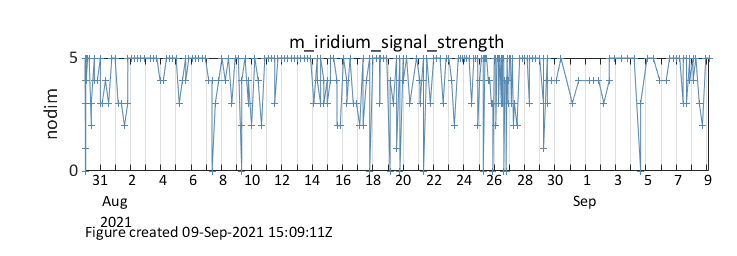 m_iridium_signal_strength
nodim
5
0
31 2 4 6 8 10 12 14 16 18 20 22 24 26 28 30 1 3 5 7 9
Aug Sep
2021
Figure created 09-Sep-2021 15:09:11Z